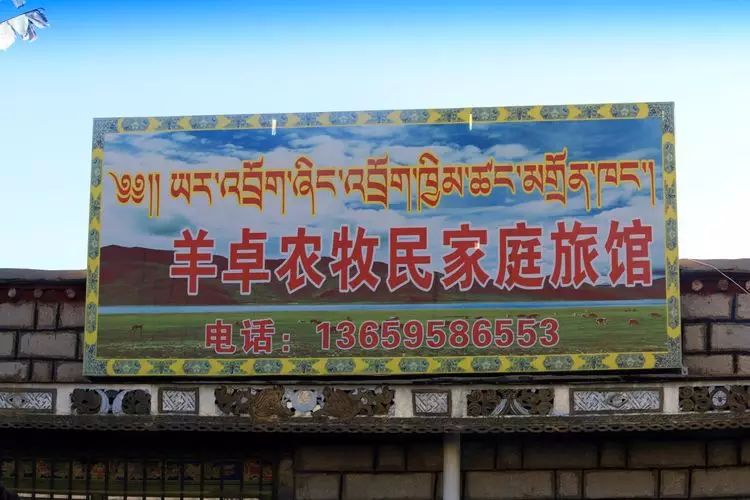 ༄༅།། ཡར་འབྲོག་ཞིང་འབྲོག་ཁྱིམ་ཚང་མགྲོན་ཁང་།
羊卓农牧民家庭旅馆
电话：13659586553